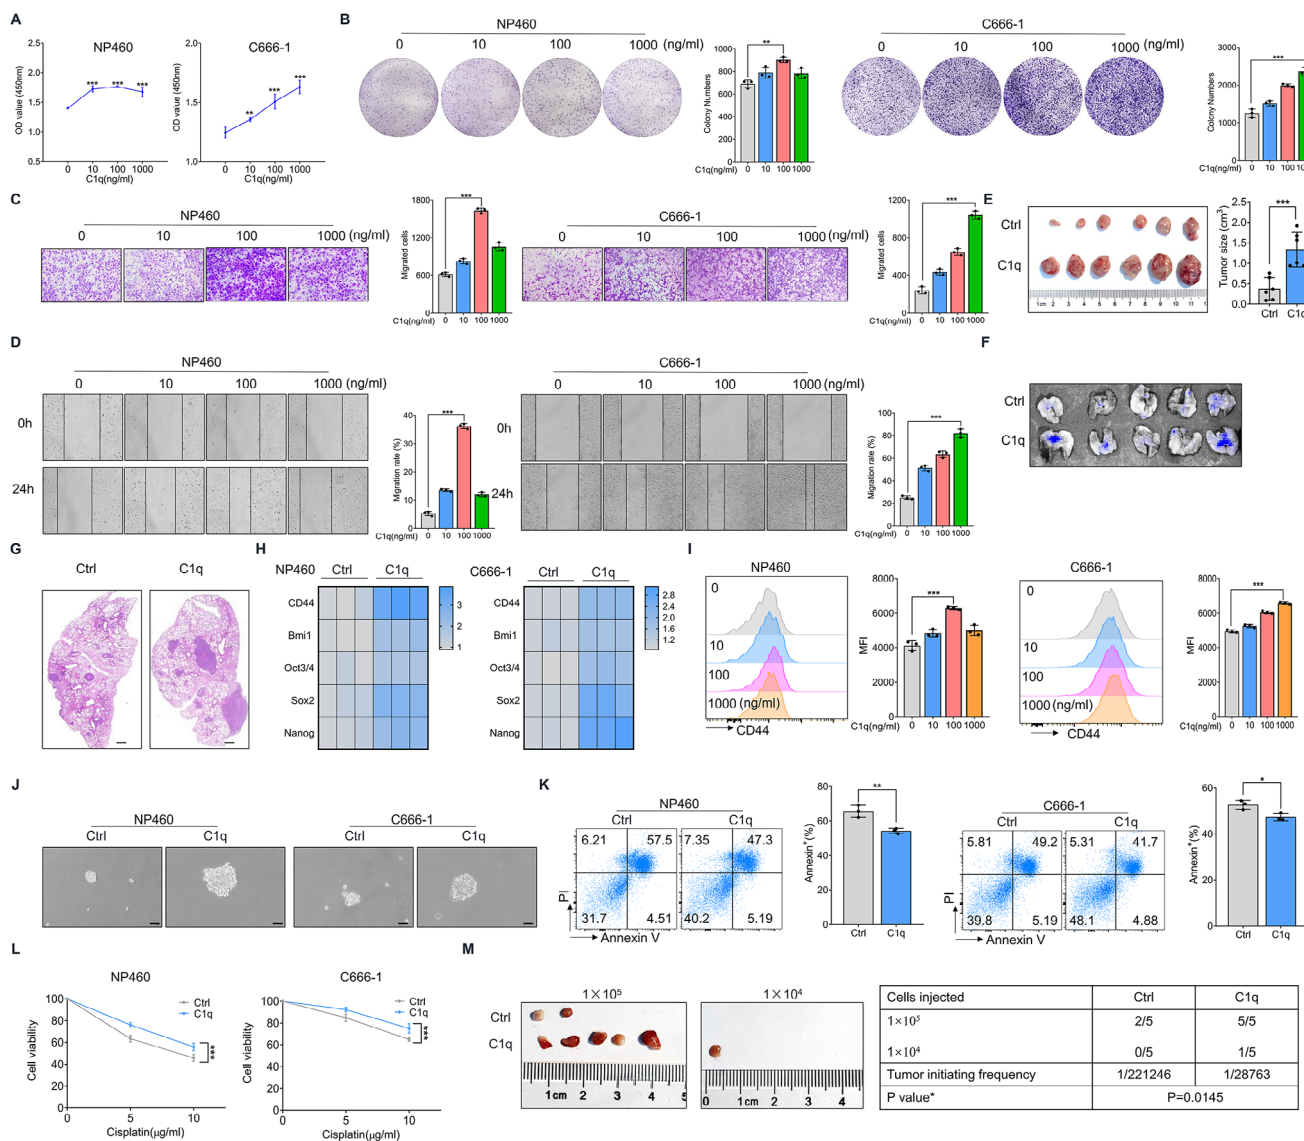 A
NP460
C666-1
OD value (450nm)
2.5
2.0
1.5
1.0
0.5
0 10 100 1000
C1q(ng/ml)
*** *** ***
CD value (450nm)
2.0
1.5
1.0
0 10 100 1000
C1q(ng/ml)
** *** ***
B
NP460
0 10 100 1000 (ng/ml)
Colony Numbers
1000
800
600
400
200
0
**
C1q(ng/ml) 0 10 100 1000
C666-1
0 10 100 1000 (ng/ml)
Colony Numbers
3000
2000
1000
0
***
C1q(ng/ml) 0 10 100
C
NP460
0 10 100 1000 (ng/ml)
Migrated cells
1800
1200
600
0
***
C1q(ng/ml) 0 10 100 1000
C666-1
0 10 100 1000 (ng/ml)
Migrated cells
1200
800
400
0
***
C1q(ng/ml) 0 10 100 1000
E
Ctrl
C1q
1cm 2 3 4 5 6 7 8 9 10 11
Tumor size (cm3)
2.5
2.0
1.5
1.0
0.5
0.0
***
Ctrl C1q
D
NP460
0 10 100 1000 (ng/ml)
0h
24h
Migration rate (%)
40
30
20
10
0
***
C1q(ng/ml) 0 10 100 1000
C666-1
0 10 100 1000 (ng/ml)
0h
24h
Migration rate (%)
100
80
60
40
20
0
***
C1q(ng/ml) 0 10 100 1000
F
Ctrl
C1q
G
Ctrl C1q
H
NP460 Ctrl C1q
CD44
Bmi1
Oct3/4
Sox2
Nanog
3
2
1
C666-1 Ctrl C1q
CD44
Bmi1
Oct3/4
Sox2
Nanog
2.8
2.4
2.0
1.6
1.2
I
NP460
0
10
100
1000 (ng/ml)
CD44
MFI
8000
6000
4000
2000
0
***
C1q(ng/ml) 0 10 100 1000
C666-1
0
10
100
1000 (ng/ml)
CD44
MFI
8000
6000
4000
2000
0
***
C1q(ng/ml) 0 10 100 1000
J
NP460
Ctrl C1q
C666-1
Ctrl C1q
K
NP460
Ctrl C1q
6.21 57.5 7.35 47.3
31.7 4.51 40.2 5.19
PI
Annexin V
Annexin+(%)
80
60
40
20
0
**
Ctrl C1q
C666-1
Ctrl C1q
5.81 49.2 5.31 41.7
39.8 5.19 48.1 4.88
PI
Annexin V
Annexin+(%)
60
40
20
0
*
Ctrl C1q
L
NP460
Ctrl
C1q
Cell viability
100
80
60
40
20
0
***
0 5 10
Cisplatin(μg/ml)
C666-1
Ctrl
C1q
Cell viability
100
80
60
40
20
0
***
0 5 10
Cisplatin(μg/ml)
M
1×10⁵ 1×10⁴
Ctrl
C1q
1cm 2 3 4 5
0 1cm 2 3 4
Cells injected Ctrl C1q
1×10⁵ 2/5 5/5
1×10⁴ 0/5 1/5
Tumor initiating frequency 1/221246 1/28763
P value* P=0.0145